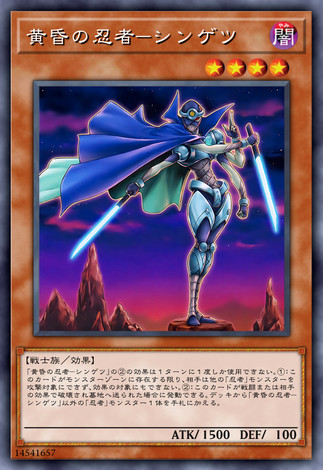 黄昏の忍者－シンゲツ
闇
やみ
【戦士族／効果】
「黄昏の忍者－シンゲツ」の②の効果は１ターンに１度しか使用できない。①：こ
のカードがモンスターゾーンに存在する限り、相手は他の「忍者」モンスターを
攻撃対象にできず、効果の対象にもできない。②：このカードが戦闘または相手
の効果で破壊され墓地へ送られた場合に発動できる。デッキから「黄昏の忍者－
シンゲツ」以外の「忍者」モンスター１体を手札に加える。
ATK/ 1500 DEF/ 100
14541657